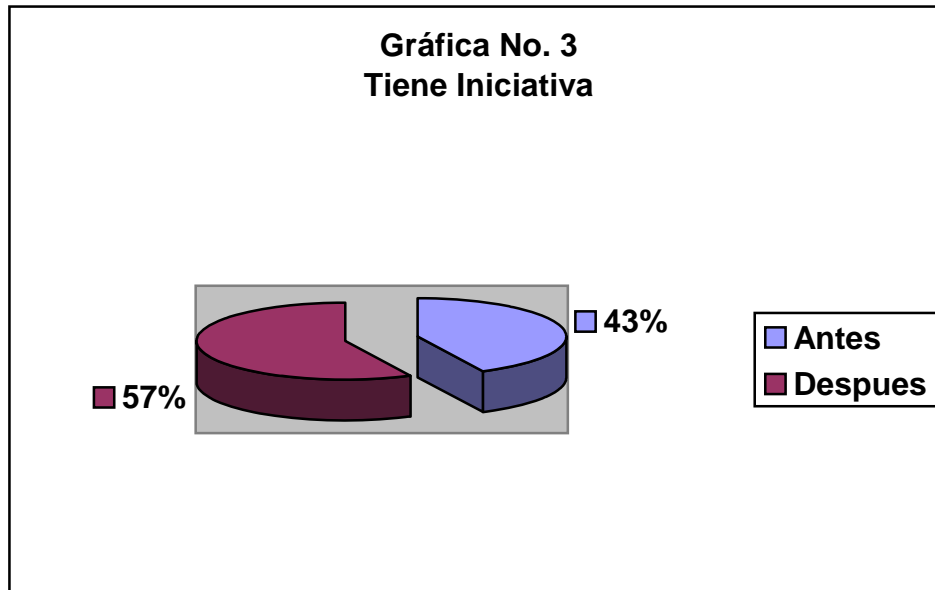 Gráfica No. 3
Tiene Iniciativa
43%
57%
Antes
Despues